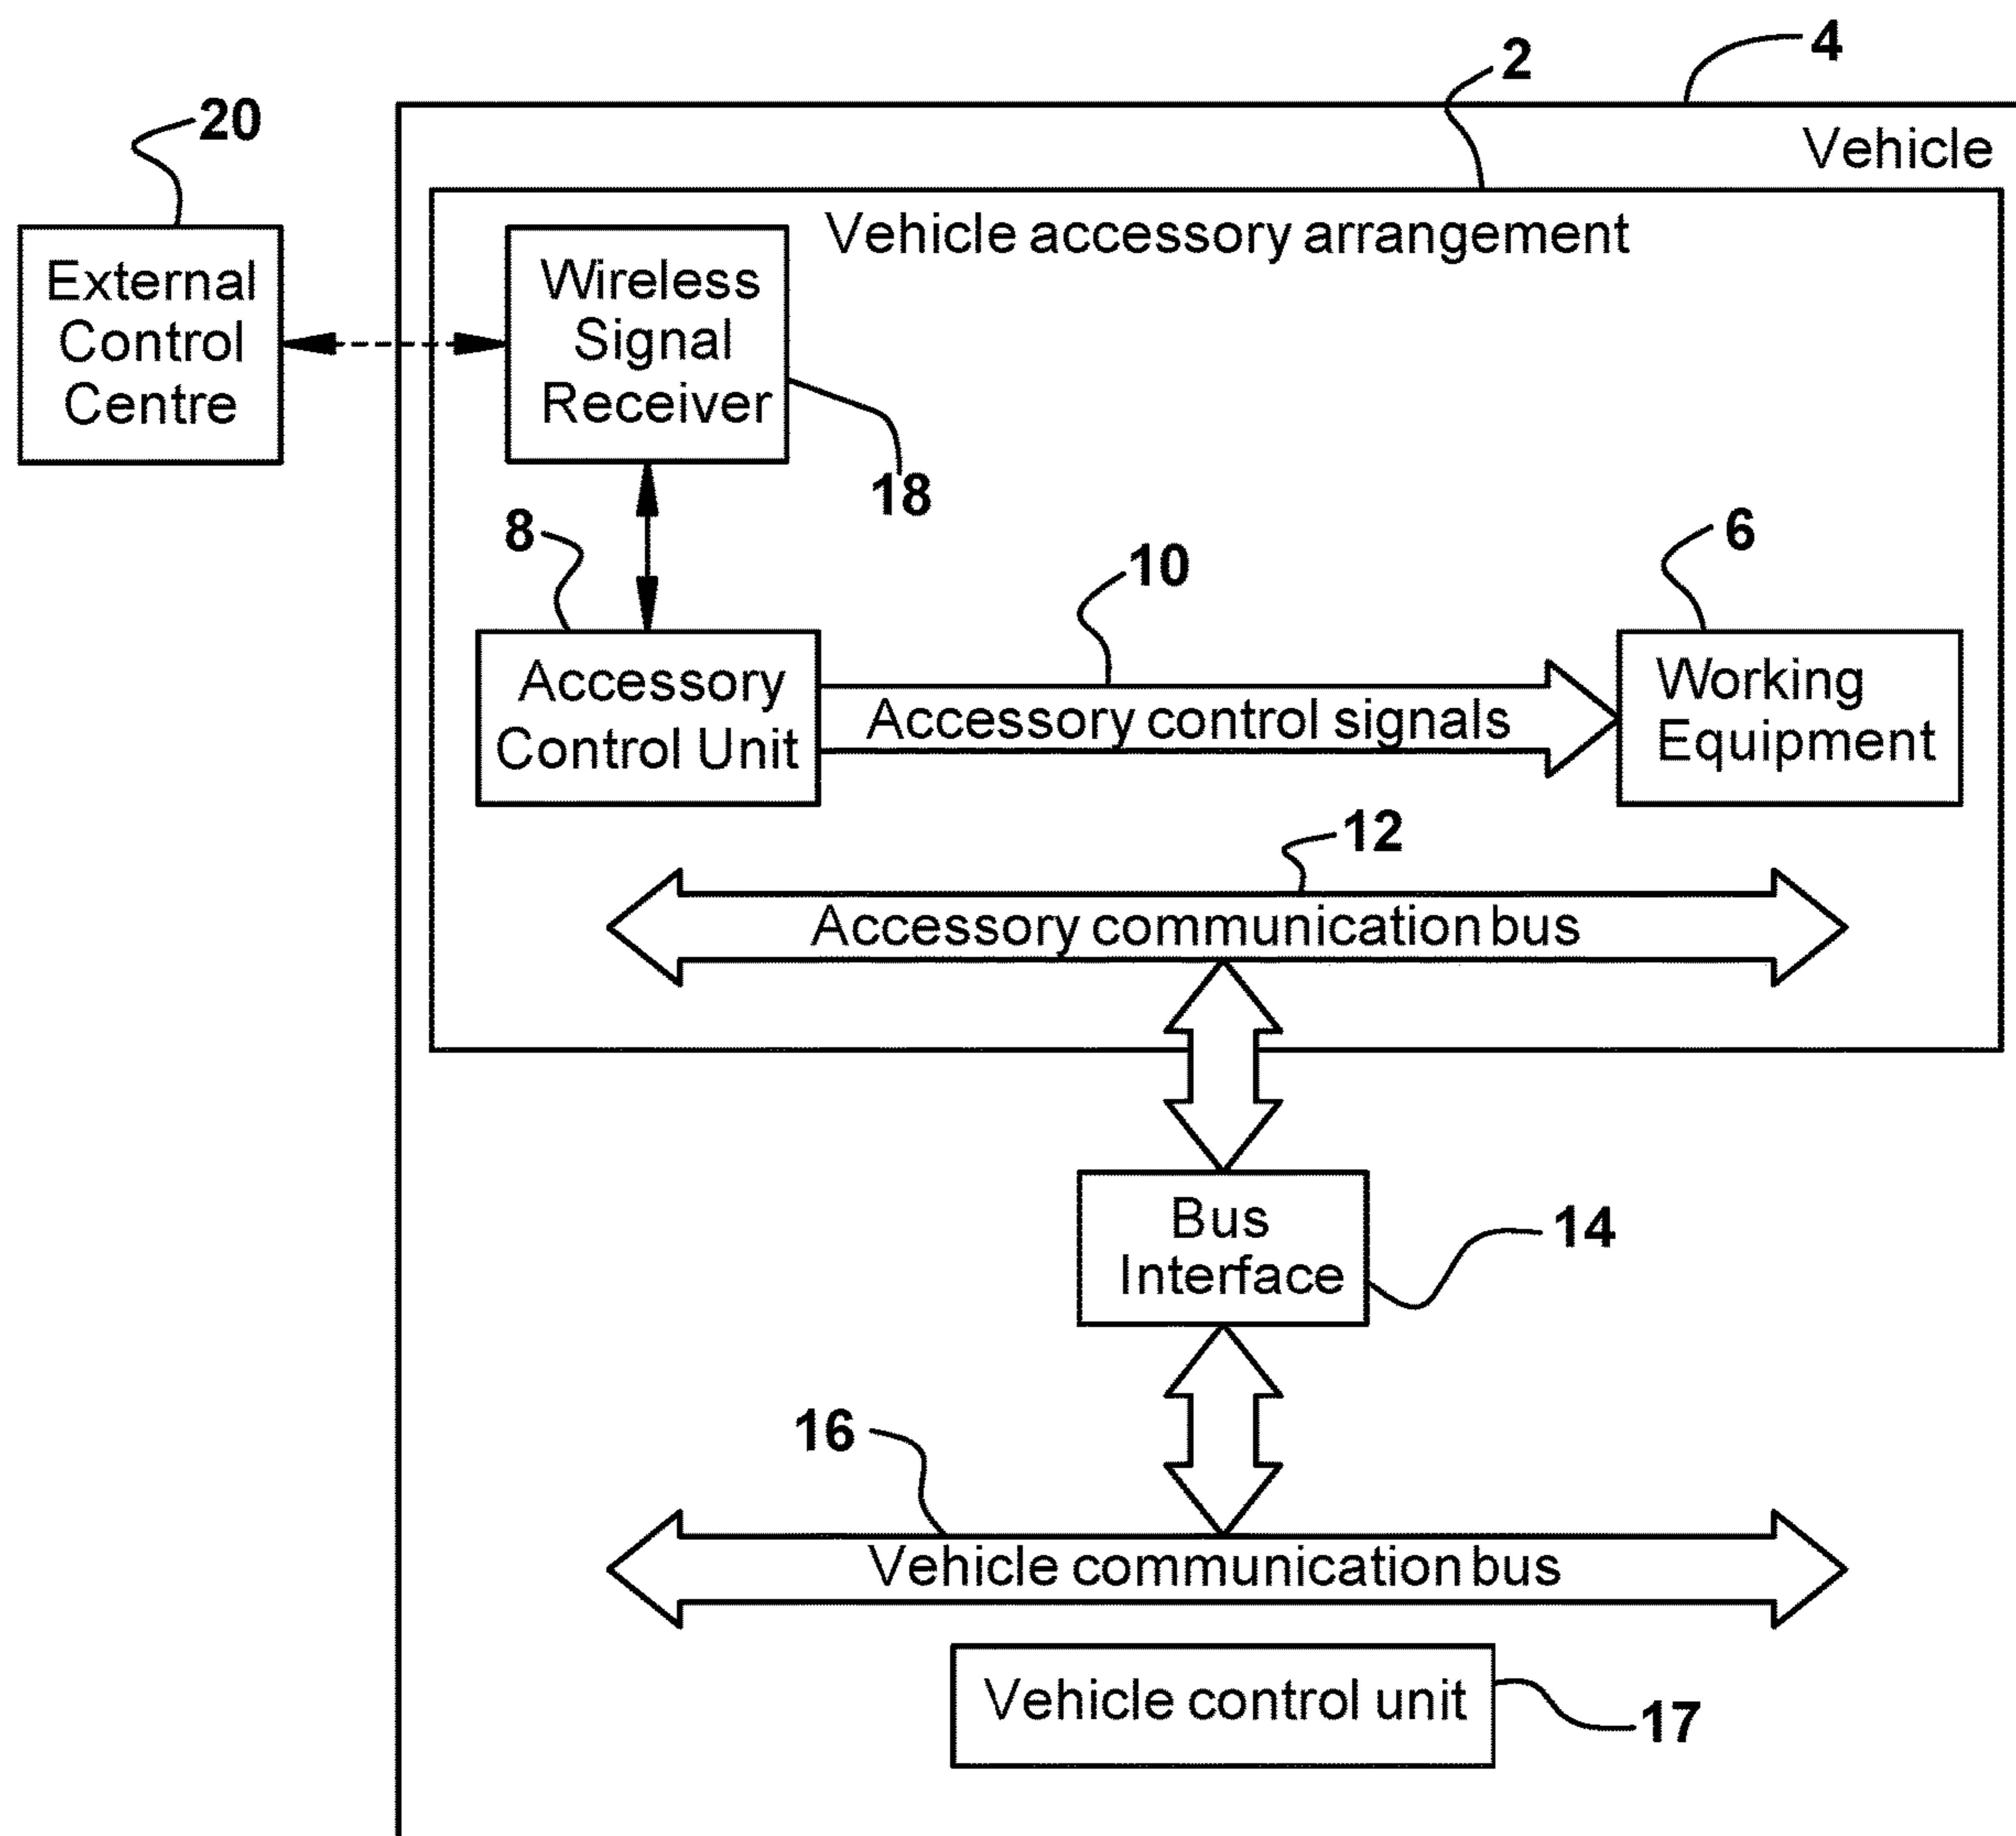 4
2
Vehicle
20
Vehicle accessory arrangement
External
Control
Centre
Wireless
Signal
Receiver
18
8
10
6
Accessory
Control Unit
Accessory control signals
Working
Equipment
12
Accessory communication bus
Bus
Interface
14
16
Vehicle communication bus
Vehicle control unit
17